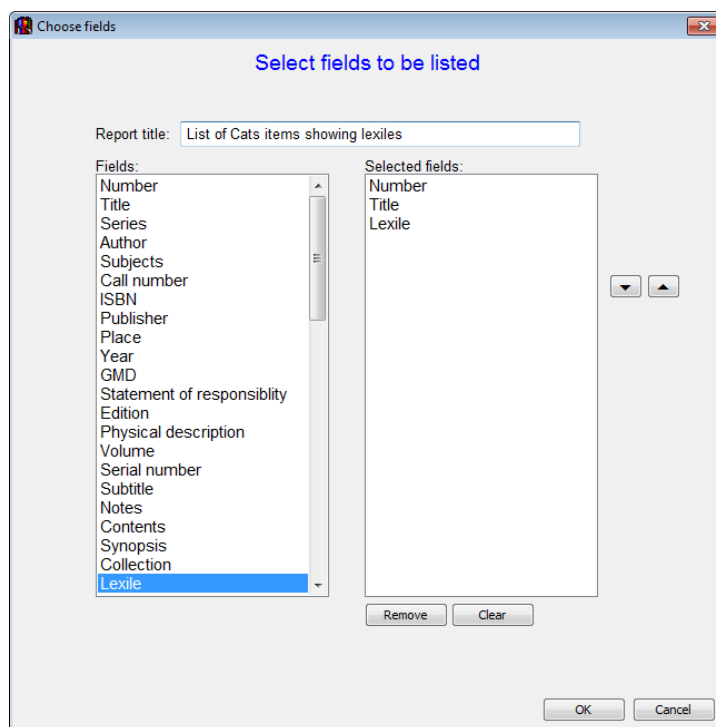 Choose fields
Select fields to be listed
Report title: List of Cats items showing lexiles
Fields:
Number
Title
Series
Author
Subjects
Call number
ISBN
Publisher
Place
Year
GMD
Statement of responsiblity
Edition
Physical description
Volume
Serial number
Subtitle
Notes
Contents
Synopsis
Collection
Lexile
Selected fields:
Number
Title
Lexile
Remove Clear
OK Cancel